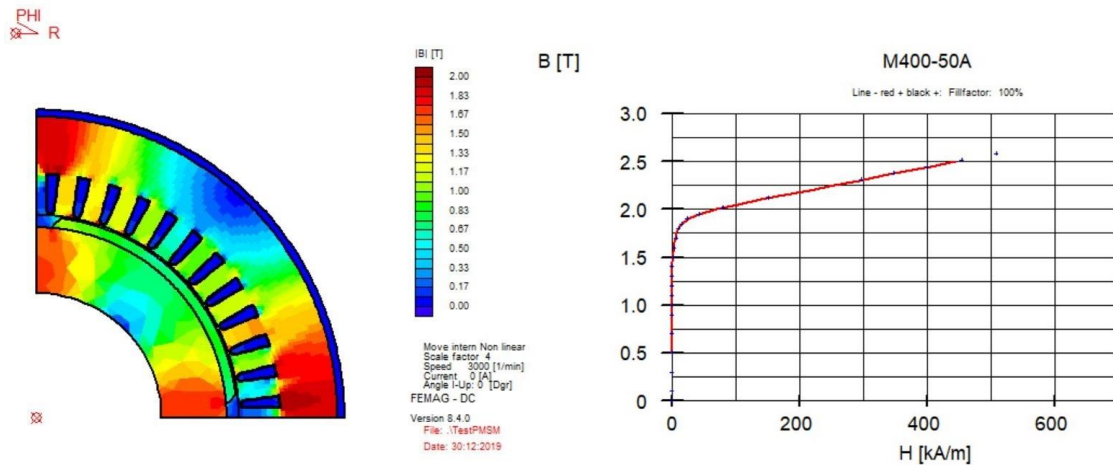 PHI
R
|B| [T]
2.00
1.83
1.67
1.50
1.33
1.17
1.00
0.83
0.67
0.50
0.33
0.17
0.00
Move intern Non linear
Scale factor 4
Speed 3000 [1/min]
Current 0 [A]
Angle I-Up: 0 [Dgr]
FEMAG - DC
Version 8.4.0
File: .\TestPMSM
Date: 30:12:2019
B [T]
M400-50A
Line - red + black +: Fillfactor: 100%
3.0
2.5
2.0
1.5
1.0
0.5
0
0 200 400 600
H [kA/m]